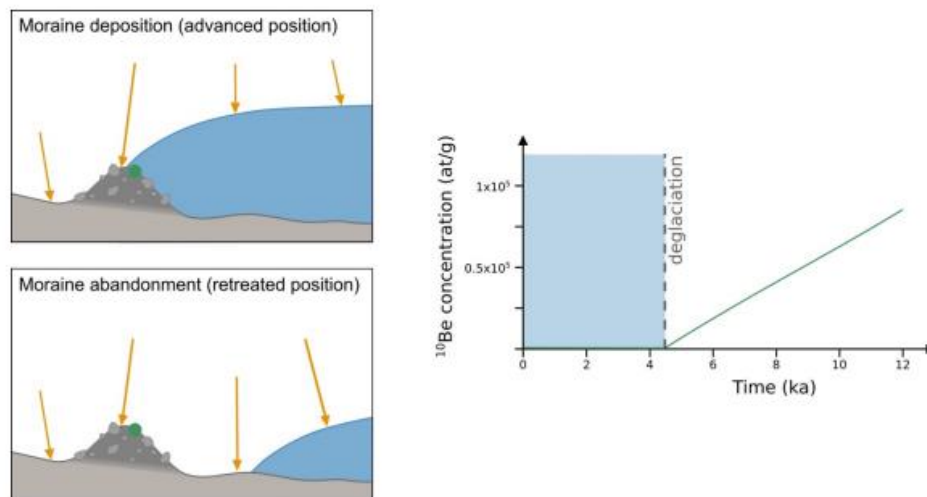 Moraine deposition (advanced position)
Moraine abandonment (retreated position)
¹⁰Be concentration (at/g)
1x10⁵
0.5x10⁵
deglaciation
0 2 4 6 8 10 12
Time (ka)